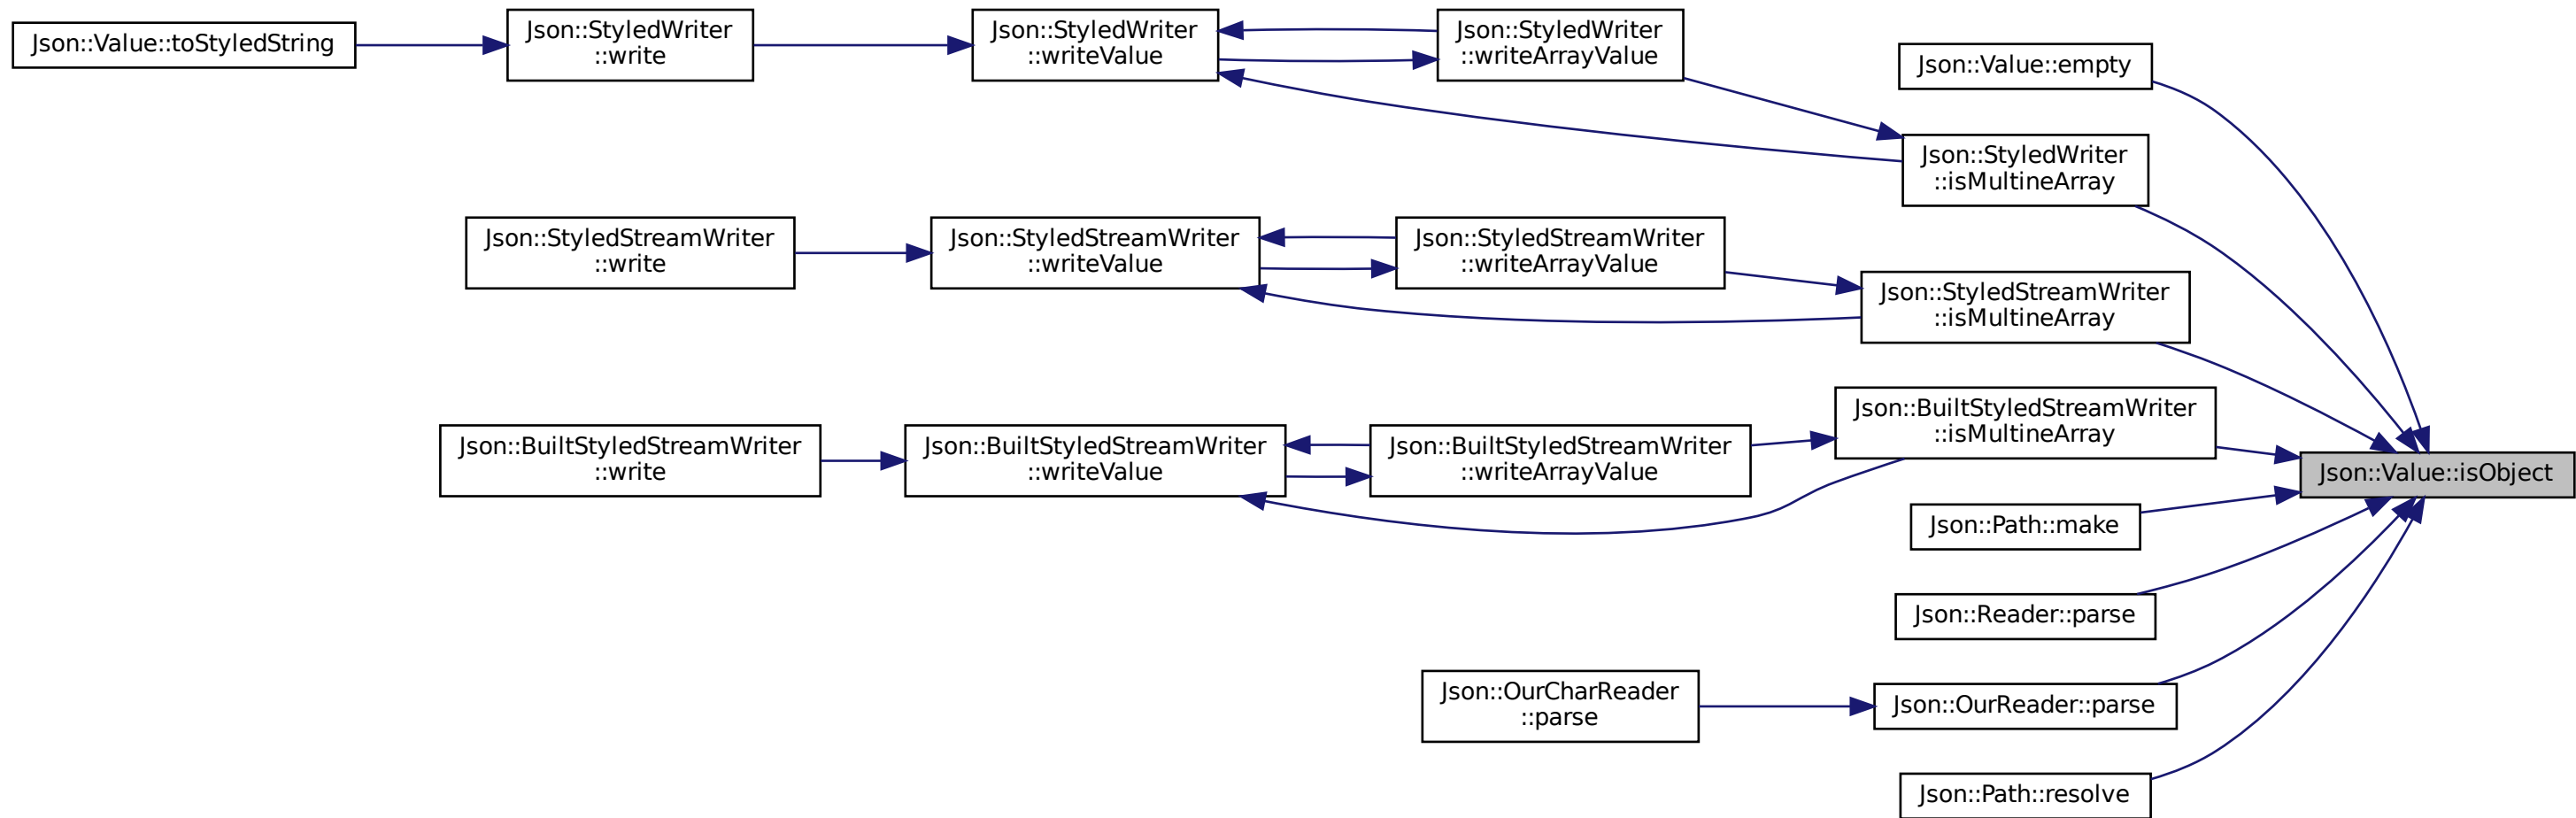 Json::Value::toStyledString
Json::StyledWriter
::write
Json::StyledWriter
::writeValue
Json::StyledWriter
::writeArrayValue
Json::Value::empty
Json::StyledWriter
::isMultineArray
Json::StyledStreamWriter
::write
Json::StyledStreamWriter
::writeValue
Json::StyledStreamWriter
::writeArrayValue
Json::StyledStreamWriter
::isMultineArray
Json::BuiltStyledStreamWriter
::write
Json::BuiltStyledStreamWriter
::writeValue
Json::BuiltStyledStreamWriter
::writeArrayValue
Json::BuiltStyledStreamWriter
::isMultineArray
Json::Value::isObject
Json::Path::make
Json::Reader::parse
Json::OurCharReader
::parse
Json::OurReader::parse
Json::Path::resolve